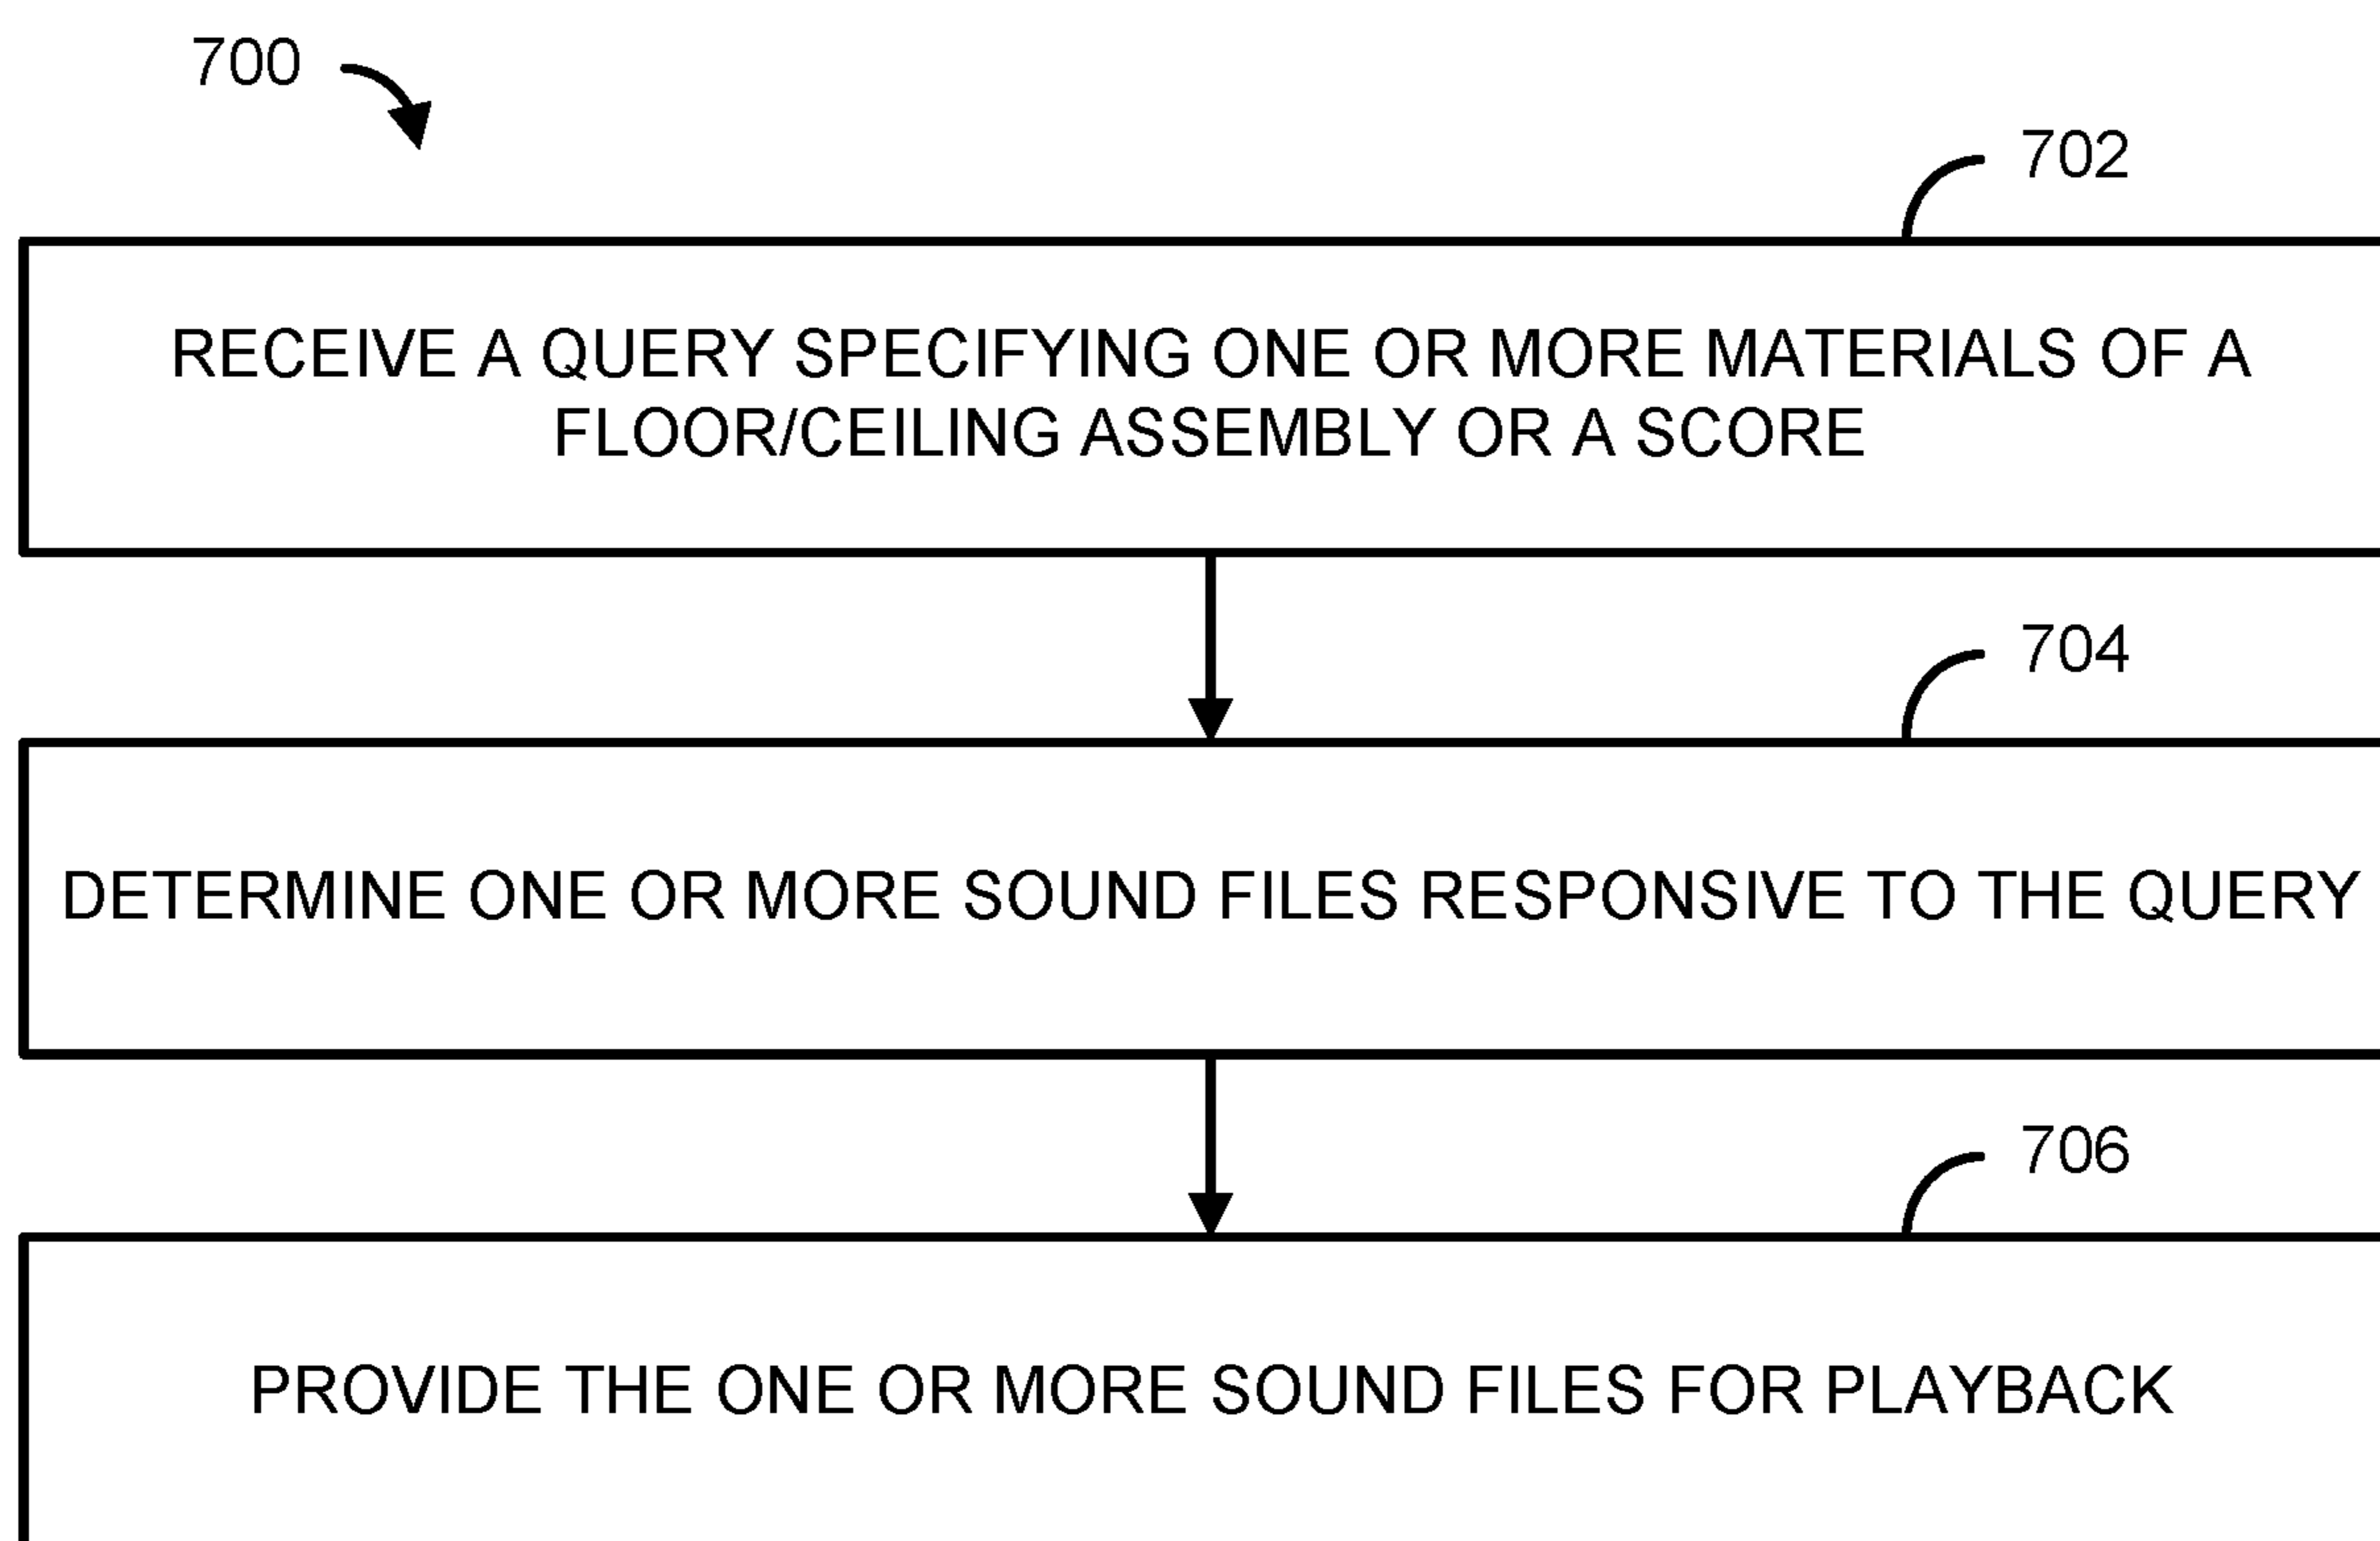 700
702
RECEIVE A QUERY SPECIFYING ONE OR MORE MATERIALS OF A
FLOOR/CEILING ASSEMBLY OR A SCORE
704
DETERMINE ONE OR MORE SOUND FILES RESPONSIVE TO THE QUERY
706
PROVIDE THE ONE OR MORE SOUND FILES FOR PLAYBACK